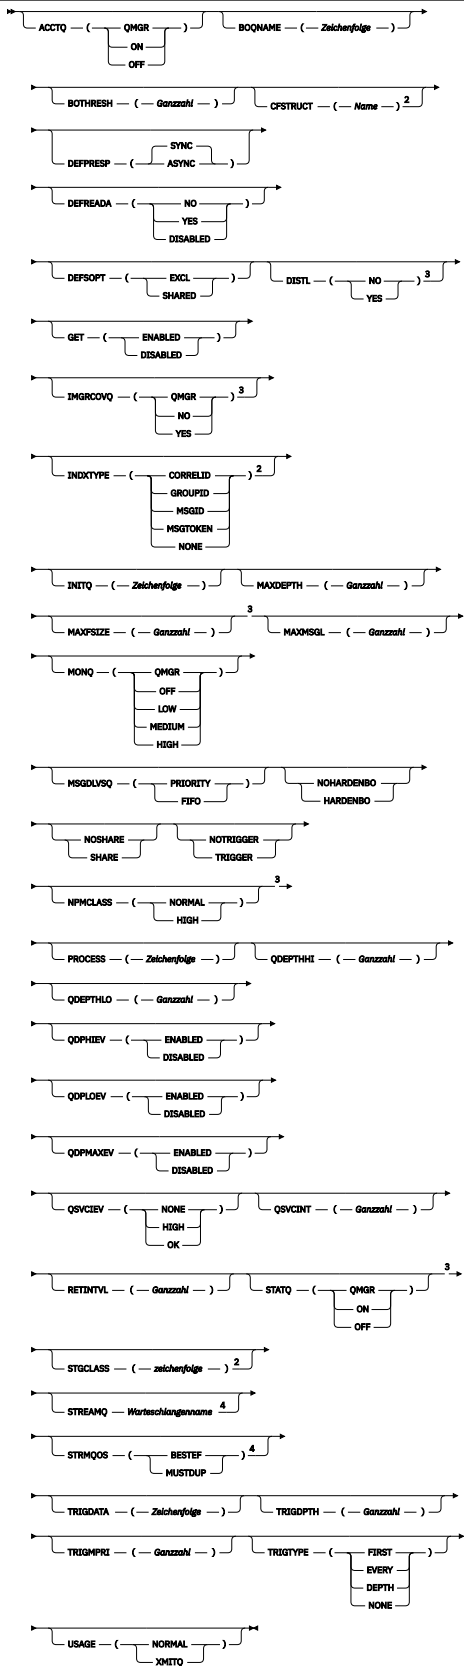 ACCTQ ( QMGR ) BOQNAME ( Zeichenfolge )
ON
OFF
BOTHRESH ( Ganzzahl ) CFSTRUCT ( Name ) 2
SYNC
DEFPRESP ( ASYNC )
DEFREADA ( NO )
YES
DISABLED
DEFSOPT ( EXCL ) DISTL ( NO ) 3
SHARED YES
GET ( ENABLED )
DISABLED
IMGRCOVQ ( QMGR ) 3
NO
YES
INDXTYPE ( CORRELID ) 2
GROUPID
MSGID
MSGTOKEN
NONE
INITQ ( Zeichenfolge ) MAXDEPTH ( Ganzzahl )
MAXFSIZE ( Ganzzahl ) 3 MAXMSGL ( Ganzzahl )
MONQ ( QMGR )
OFF
LOW
MEDIUM
HIGH
MSGDLVSQ ( PRIORITY ) NOHARDENBO
FIFO HARDENBO
NOSHARE NOTRIGGER
SHARE TRIGGER
NPMCLASS ( NORMAL ) 3
HIGH
PROCESS ( Zeichenfolge ) QDEPTHHI ( Ganzzahl )
QDEPTHLO ( Ganzzahl )
QDPHIEV ( ENABLED )
DISABLED
QDPLOEV ( ENABLED )
DISABLED
QDPMAXEV ( ENABLED )
DISABLED
QSVCIEV ( NONE ) QSVCINT ( Ganzzahl )
HIGH
OK
RETINTVL ( Ganzzahl ) STATQ ( QMGR ) 3
ON
OFF
STGCLASS ( zeichenfolge ) 2
STREAMQ Warteschlangenname 4
STRMQOS ( BESTEF ) 4
MUSTDUP
TRIGDATA ( Zeichenfolge ) TRIGDPTH ( Ganzzahl )
TRIGMPRI ( Ganzzahl ) TRIGTYPE ( FIRST )
EVERY
DEPTH
NONE
USAGE ( NORMAL )
XMITQ